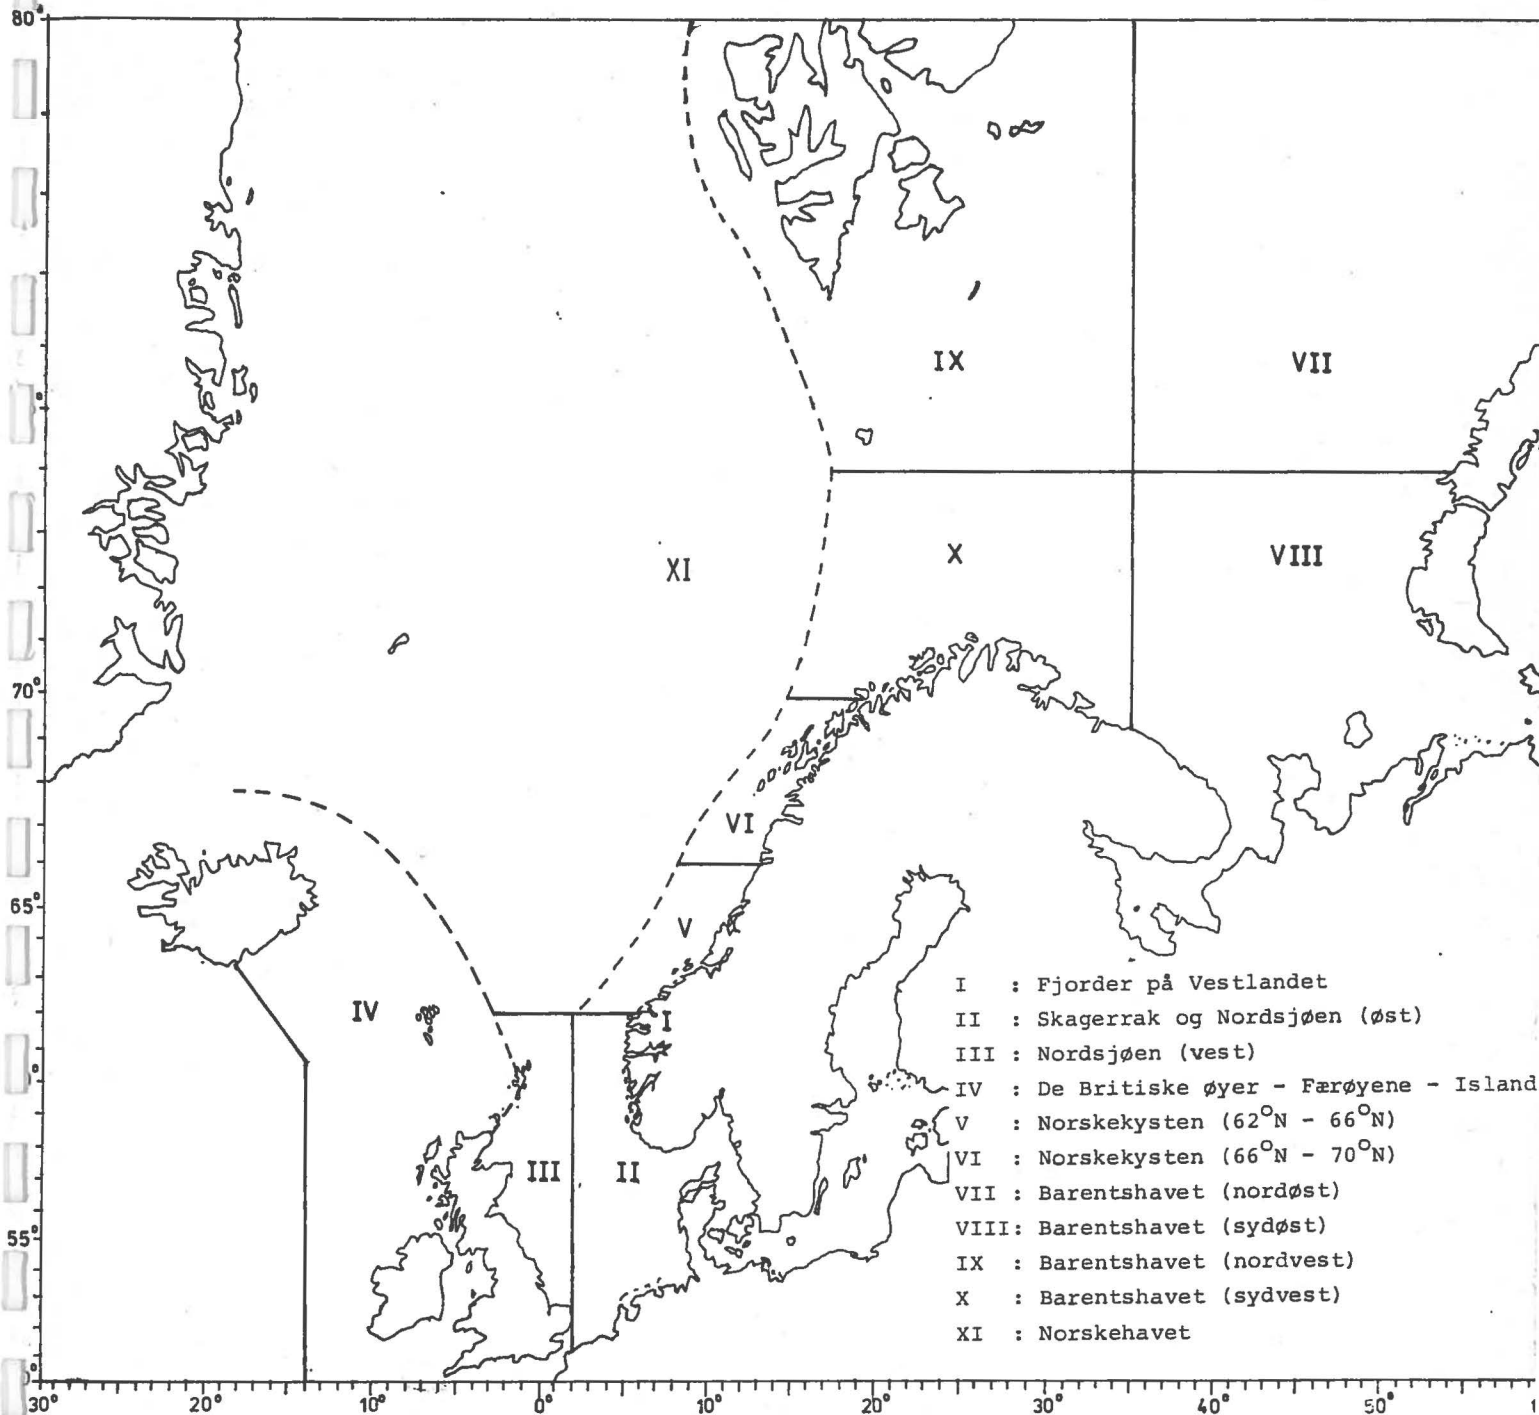 80°
IX
VII
X
VIII
XI
70°
VI
65°
V
IV
I
III
II
55°
I : Fjorder på Vestlandet
II : Skagerrak og Nordsjøen (øst)
III : Nordsjøen (vest)
IV : De Britiske øyer - Færøyene - Island
V : Norskekysten (62°N - 66°N)
VI : Norskekysten (66°N - 70°N)
VII : Barentshavet (nordøst)
VIII: Barentshavet (sydøst)
IX : Barentshavet (nordvest)
X : Barentshavet (sydvest)
XI : Norskehavet
30° 20° 10° 0° 10° 20° 30° 40° 50°